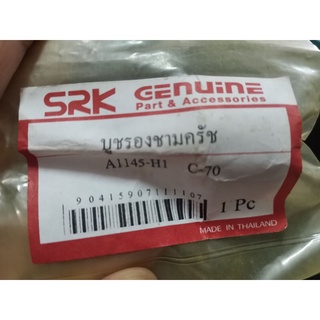 SRK GENUINE
Part & Accessories
บูชรองชามครัช
A1145-H1 C-70
9041590711110?
1 Pc
MADE IN THAILAND